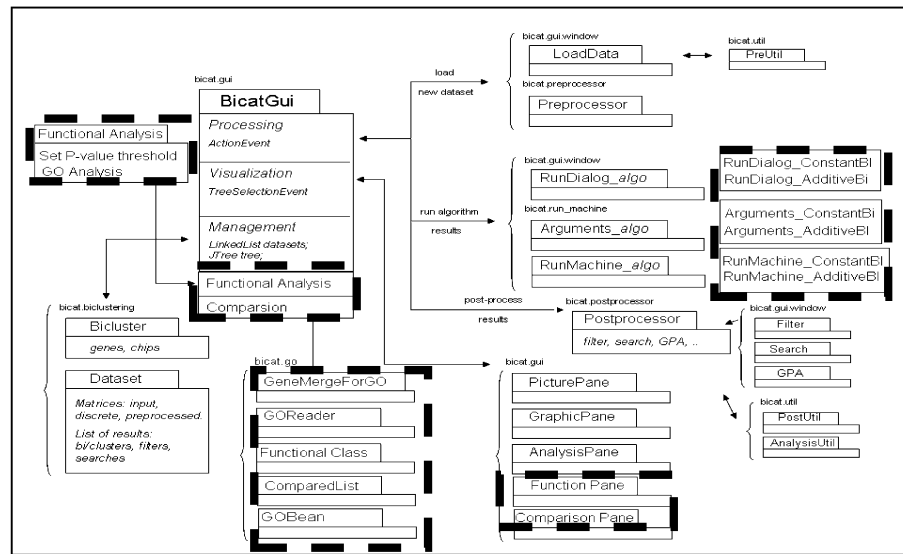 bicat.gui
BicatGui
Processing
ActionEvent
Visualization
TreeSelectionEvent
Management
LinkedList datasets;
JTree tree;
Functional Analysis
Comparsion
Functional Analysis
Set P-value threshold
GO Analysis
bicat.biclustering
Bicluster
genes, chips
Dataset
Matrices: input,
discrete, preprocessed.
List of results:
bi/clusters, filters,
searches
bicat.go
GeneMergeForGO
GOReader
Functional Class
ComparedList
GOBean
load
new dataset
bicat.gui.window
LoadData
bicat.preprocessor
Preprocessor
bicat.util
PreUtil
run algorithm
results
bicat.gui.window
RunDialog_algo
bicat.run_machine
Arguments_algo
RunMachine_algo
RunDialog_ConstantBI
RunDialog_AdditiveBi
Arguments_ConstantBi
Arguments_AdditiveBI
RunMachine_ConstantBI
RunMachine_AdditiveBI
post-process
results
bicat.postprocessor
Postprocessor
filter, search, GPA, ..
bicat.gui.window
Filter
Search
GPA
bicat.util
PostUtil
AnalysisUtil
bicat.gui
PicturePane
GraphicPane
AnalysisPane
Function Pane
Comparison Pane